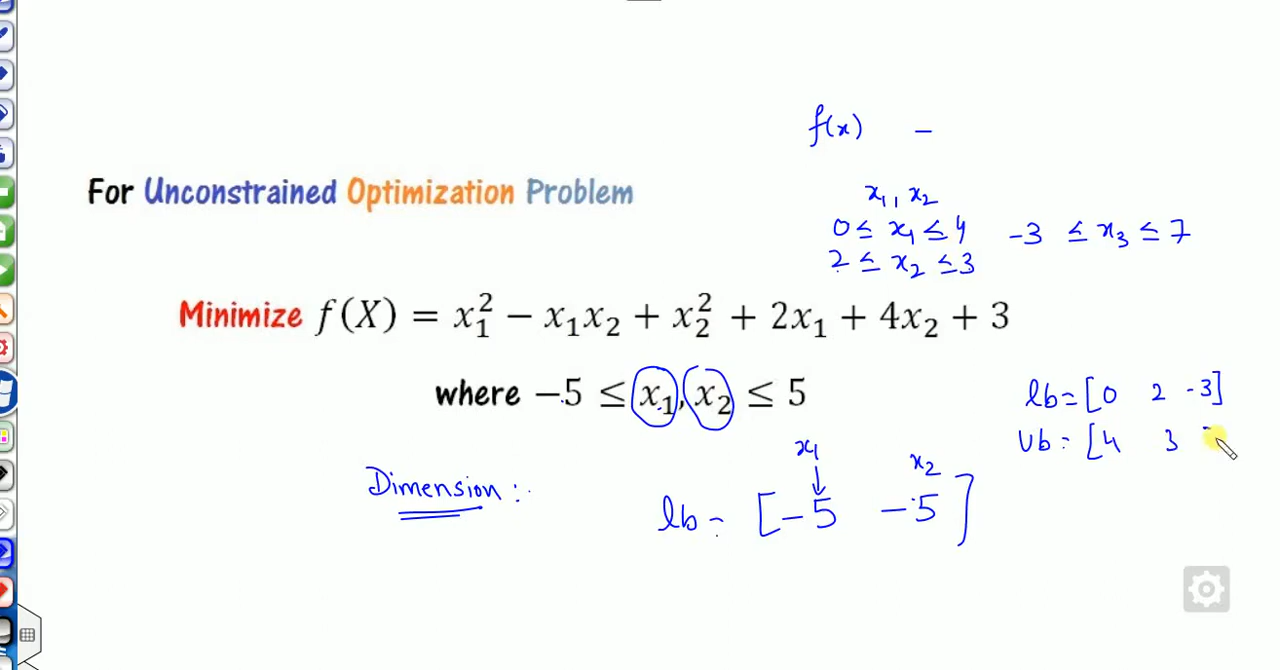 f(x) –
For Unconstrained Optimization Problem
x₁, x₂
0 ≤ x₁ ≤ 4 -3 ≤ x₃ ≤ 7
2 ≤ x₂ ≤ 3
Minimize f(X) = x₁² − x₁x₂ + x₂² + 2x₁ + 4x₂ + 3
where −5 ≤ x₁, x₂ ≤ 5
lb = [0 2 -3]
Ub = [4 3
x₁
x₂
Dimension :
lb = [-5 -5]